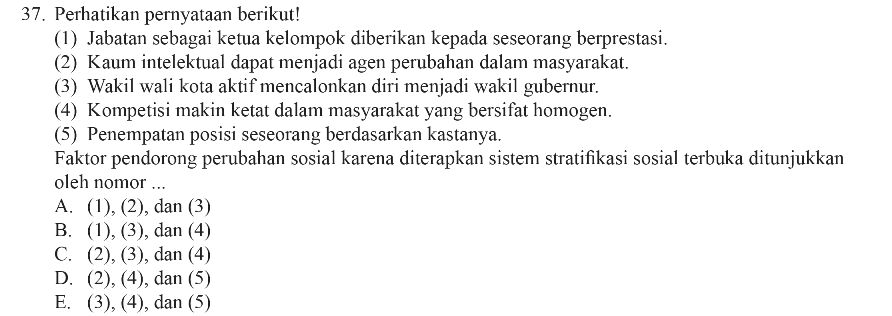 37. Perhatikan pernyataan berikut!
(1) Jabatan sebagai ketua kelompok diberikan kepada seseorang berprestasi.
(2) Kaum intelektual dapat menjadi agen perubahan dalam masyarakat.
(3) Wakil wali kota aktif mencalonkan diri menjadi wakil gubernur.
(4) Kompetisi makin ketat dalam masyarakat yang bersifat homogen.
(5) Penempatan posisi seseorang berdasarkan kastanya.
Faktor pendorong perubahan sosial karena diterapkan sistem stratifikasi sosial terbuka ditunjukkan
oleh nomor ...
A. (1), (2), dan (3)
B. (1), (3), dan (4)
C. (2), (3), dan (4)
D. (2), (4), dan (5)
E. (3), (4), dan (5)